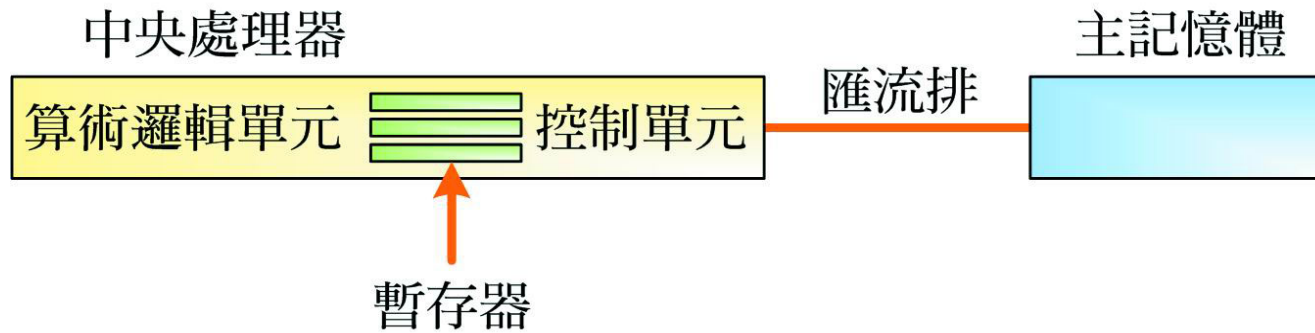 中央處理器
主記憶體
匯流排
算術邏輯單元
控制單元
暫存器